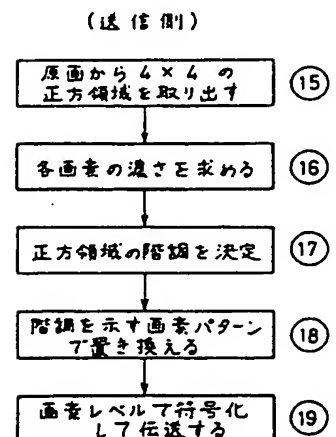 (送信側)
原画から4×4の
正方領域を取り出す
15
各画素の濃さを求める
16
正方領域の階調を決定
17
階調を示す画素パターン
で置き換える
18
画素レベルで符号化
して伝送する
19